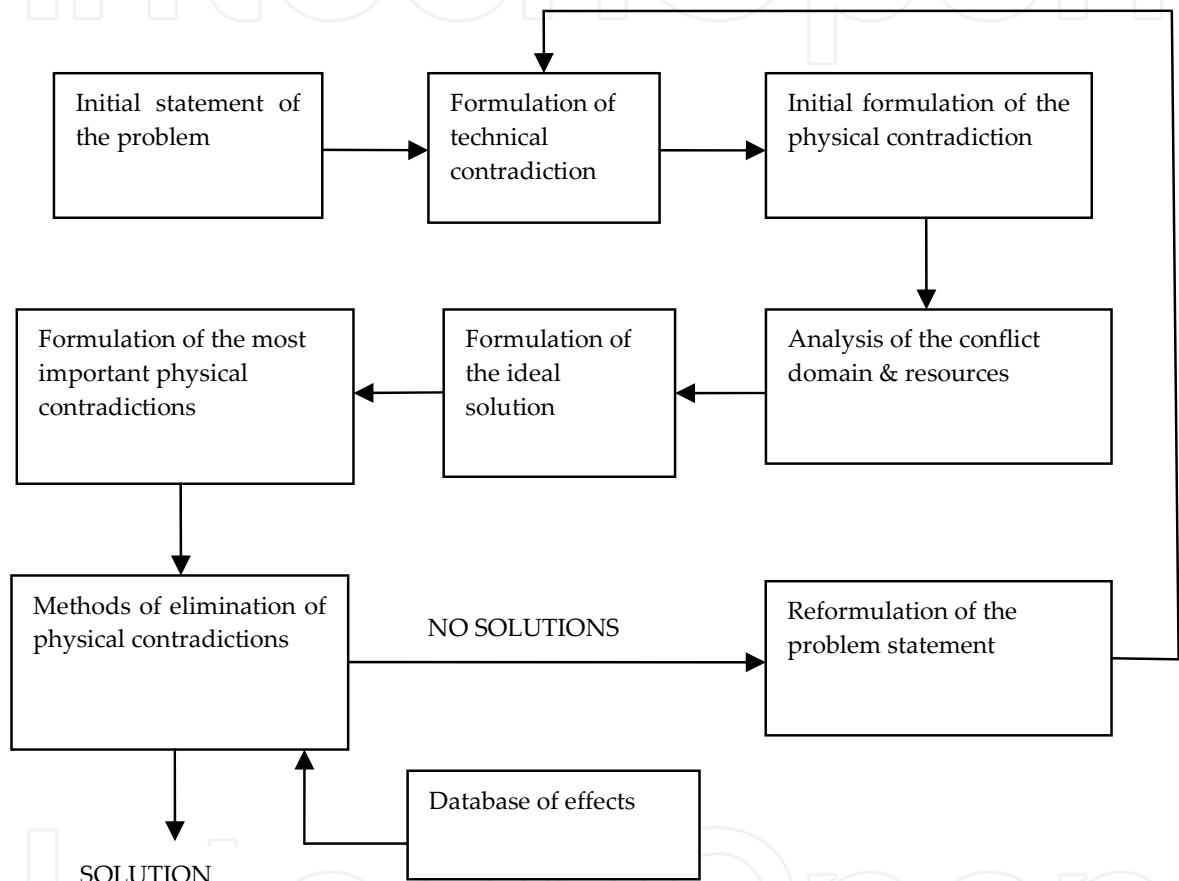 Initial statement of
the problem
Formulation of
technical
contradiction
Initial formulation of the
physical contradiction
Analysis of the conflict
domain & resources
Formulation of
the ideal
solution
Formulation of the most
important physical
contradictions
Methods of elimination of
physical contradictions
NO SOLUTIONS
Reformulation of the
problem statement
Database of effects
SOLUTION